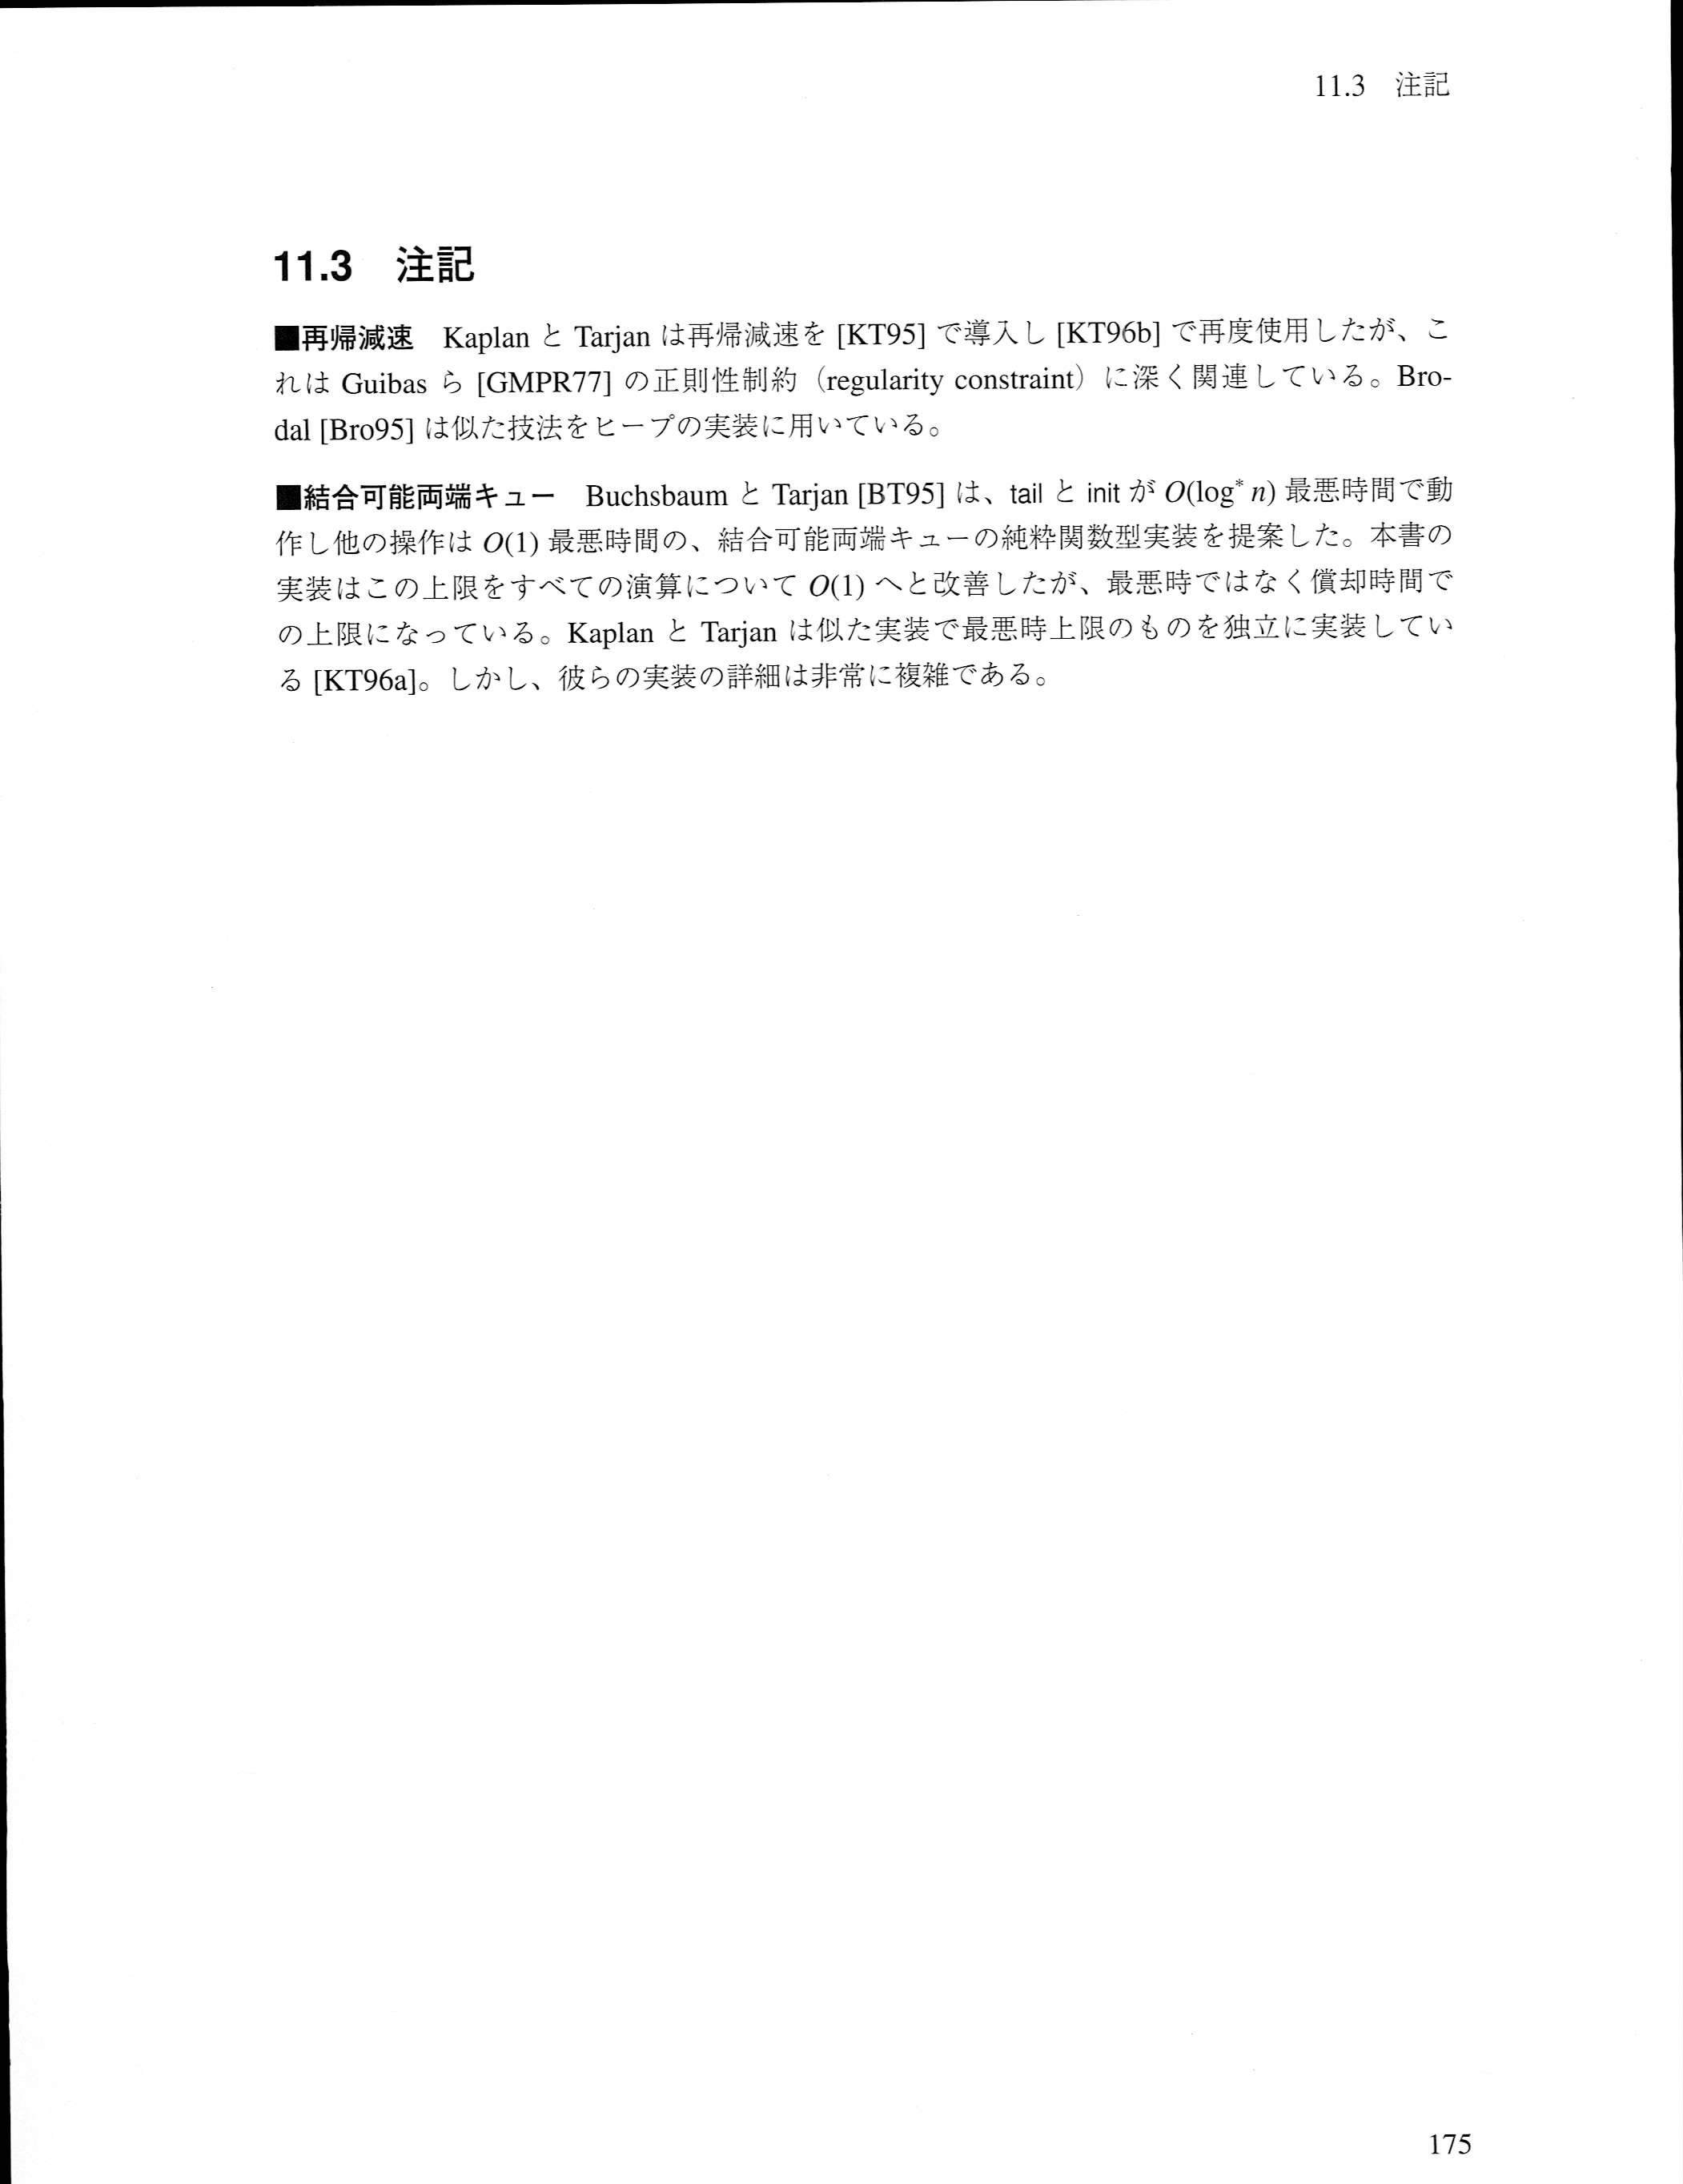 11.3 注記
11.3 注記
■再帰減速 Kaplan と Tarjan は再帰減速を [KT95] で導入し [KT96b] で再度使用したが、こ
れは Guibas ら [GMPR77] の正則性制約（regularity constraint）に深く関連している。Bro-
dal [Bro95] は似た技法をヒープの実装に用いている。
■結合可能両端キュー Buchsbaum と Tarjan [BT95] は、tail と init が O(log* n) 最悪時間で動
作し他の操作は O(1) 最悪時間の、結合可能両端キューの純粋関数型実装を提案した。本書の
実装はこの上限をすべての演算について O(1) へと改善したが、最悪時ではなく償却時間で
の上限になっている。Kaplan と Tarjan は似た実装で最悪時上限のものを独立に実装してい
る [KT96a]。しかし、彼らの実装の詳細は非常に複雑である。
175